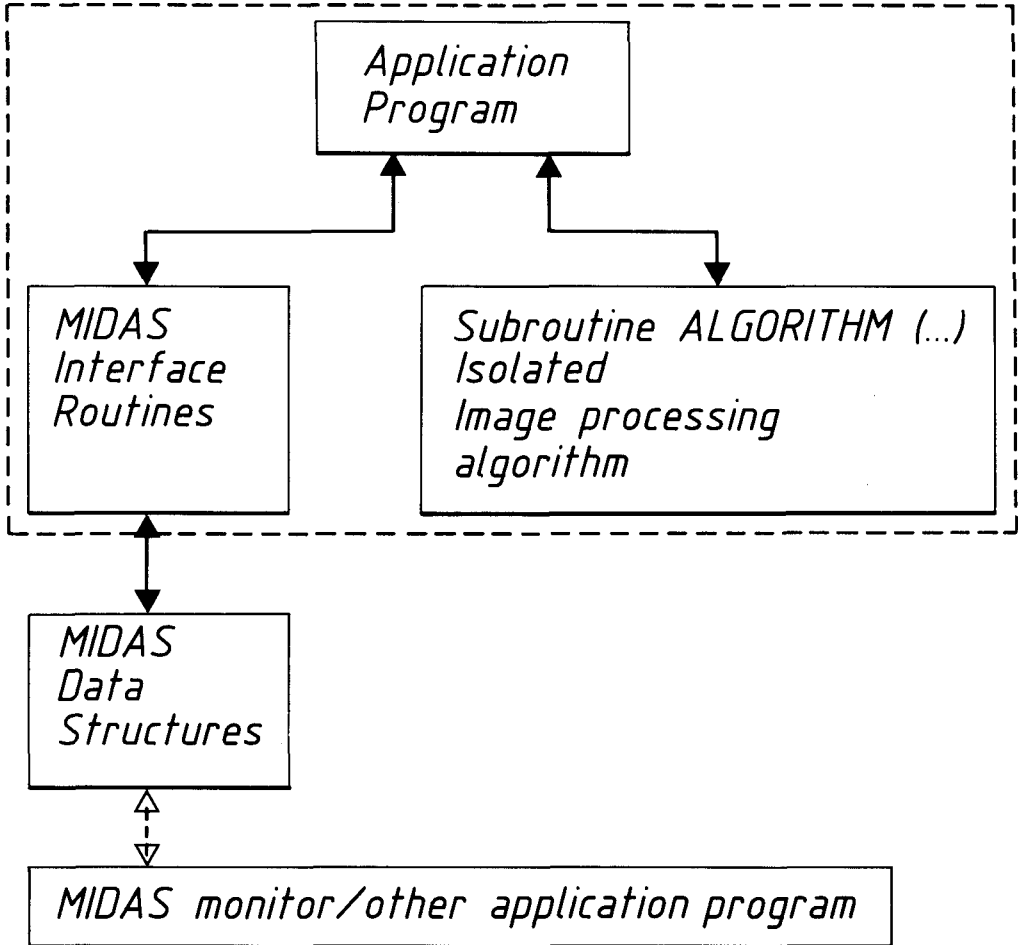 Application
Program
MIDAS
Interface
Routines
Subroutine ALGORITHM (...)
Isolated
Image processing
algorithm
MIDAS
Data
Structures
MIDAS monitor/other application program